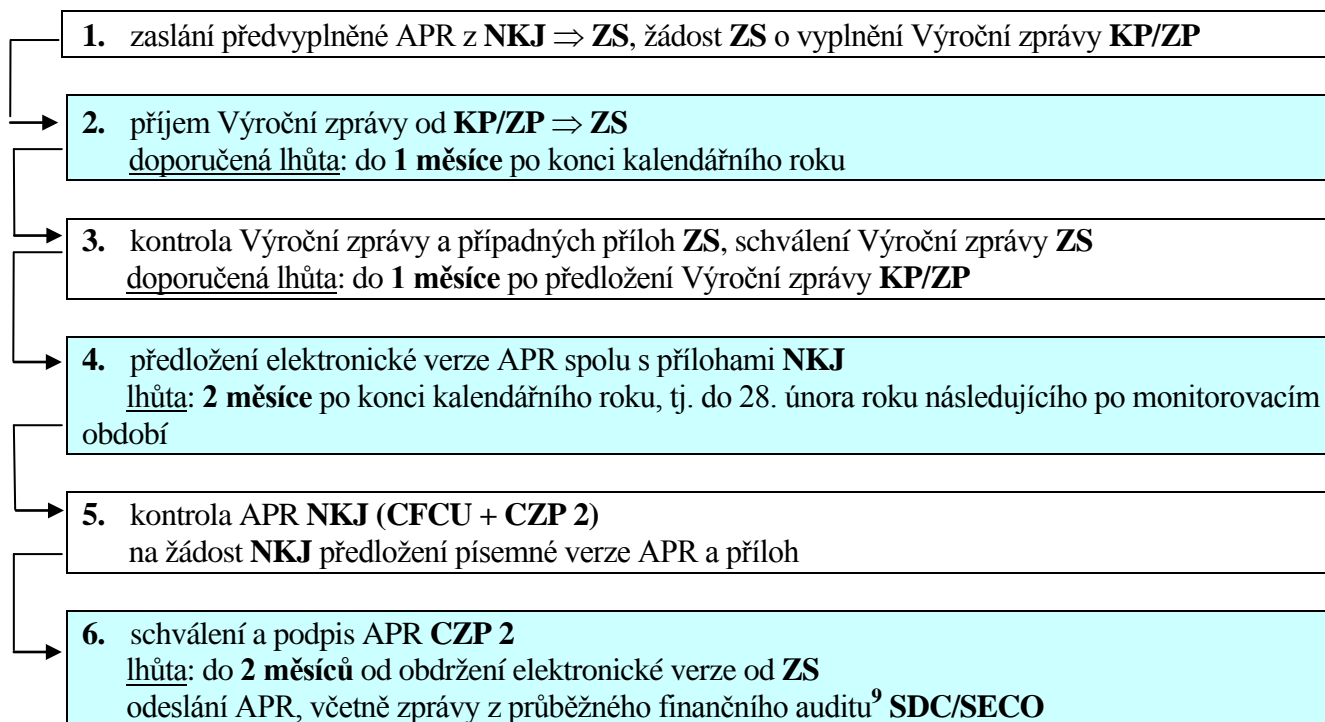 1. zaslání předvyplněné APR z NKJ ⇒ ZS, žádost ZS o vyplnění Výroční zprávy KP/ZP
2. příjem Výroční zprávy od KP/ZP ⇒ ZS
doporučená lhůta: do 1 měsíce po konci kalendářního roku
3. kontrola Výroční zprávy a případných příloh ZS, schválení Výroční zprávy ZS
doporučená lhůta: do 1 měsíce po předložení Výroční zprávy KP/ZP
4. předložení elektronické verze APR spolu s přílohami NKJ
lhůta: 2 měsíce po konci kalendářního roku, tj. do 28. února roku následujícího po monitorovacím
období
5. kontrola APR NKJ (CFCU + CZP 2)
na žádost NKJ předložení písemné verze APR a příloh
6. schválení a podpis APR CZP 2
lhůta: do 2 měsíců od obdržení elektronické verze od ZS
odeslání APR, včetně zprávy z průběžného finančního auditu⁹ SDC/SECO